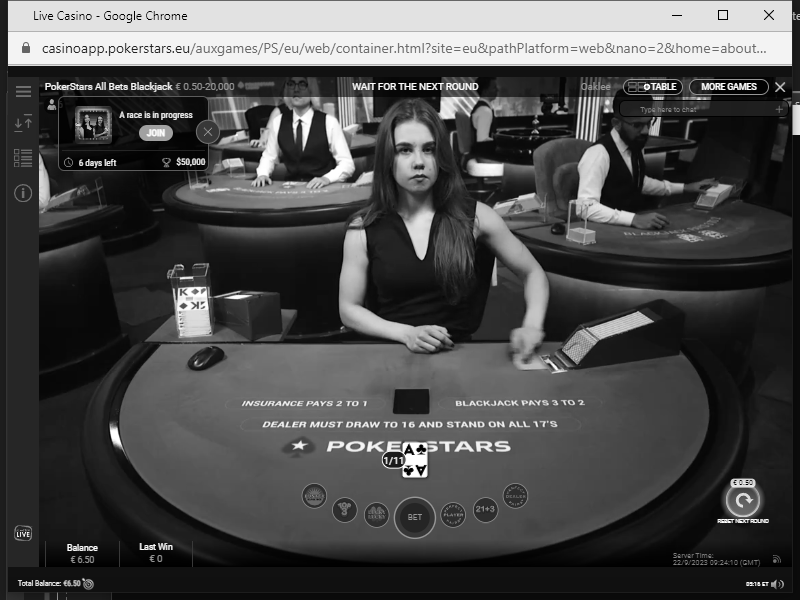 Live Casino - Google Chrome
casinoapp.pokerstars.eu/auxgames/PS/eu/web/container.html?site=eu&pathPlatform=web&nano=2&home=about...
PokerStars All Bets Blackjack € 0.50-20,000
WAIT FOR THE NEXT ROUND
Oaklee
TABLE
MORE GAMES
Type here to chat
A race is in progress
JOIN
6 days left
$50,000
INSURANCE PAYS 2 TO 1
BLACKJACK PAYS 3 TO 2
DEALER MUST DRAW TO 16 AND STAND ON ALL 17'S
POKERSTARS
1/11
A
A
BET
21+3
€ 0.50
REBET NEXT ROUND
LIVE
Balance
€ 6.50
Last Win
€ 0
Server Time:
22/9/2023 09:24:10 (GMT)
Total Balance: €6.50